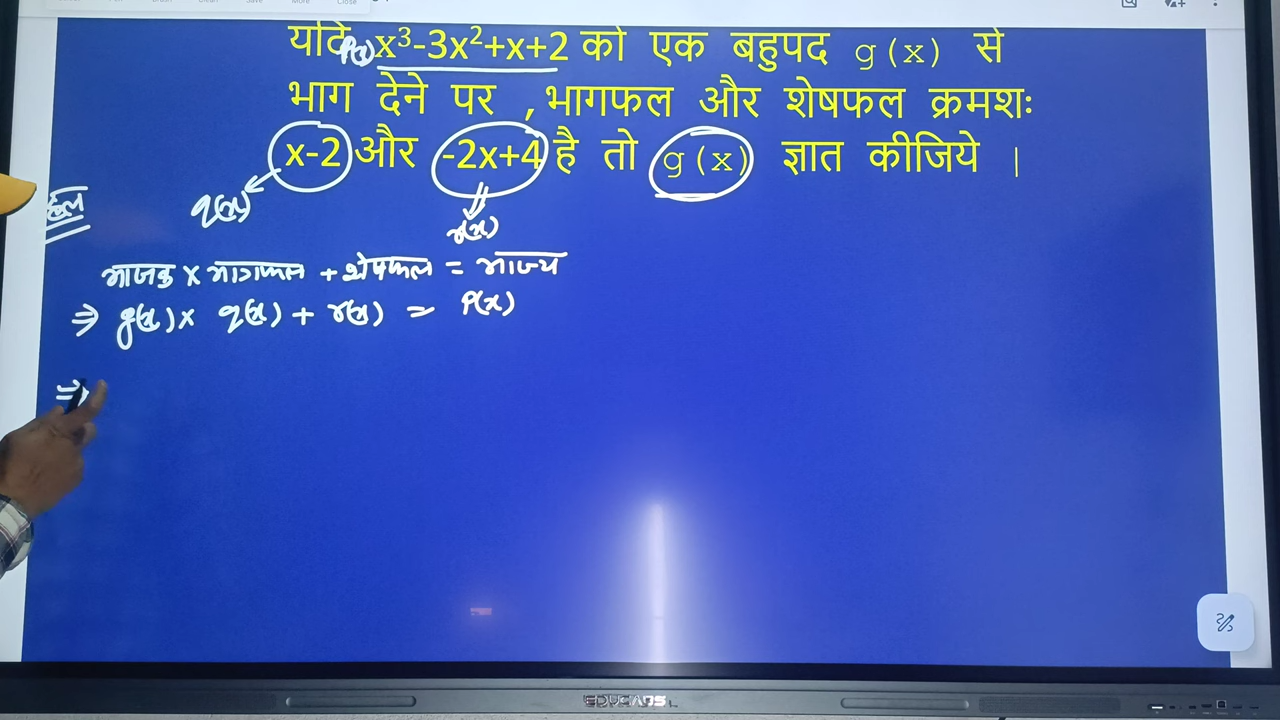 यदि P(x) x³-3x²+x+2 को एक बहुपद g(x) से
भाग देने पर , भागफल और शेषफल क्रमशः
x-2 और -2x+4 है तो g(x) ज्ञात कीजिये ।
हल
q(x)
r(x)
भाजक × भागफल + शेषफल = भाज्य
⇒ g(x) × q(x) + r(x) = P(x)
⇒